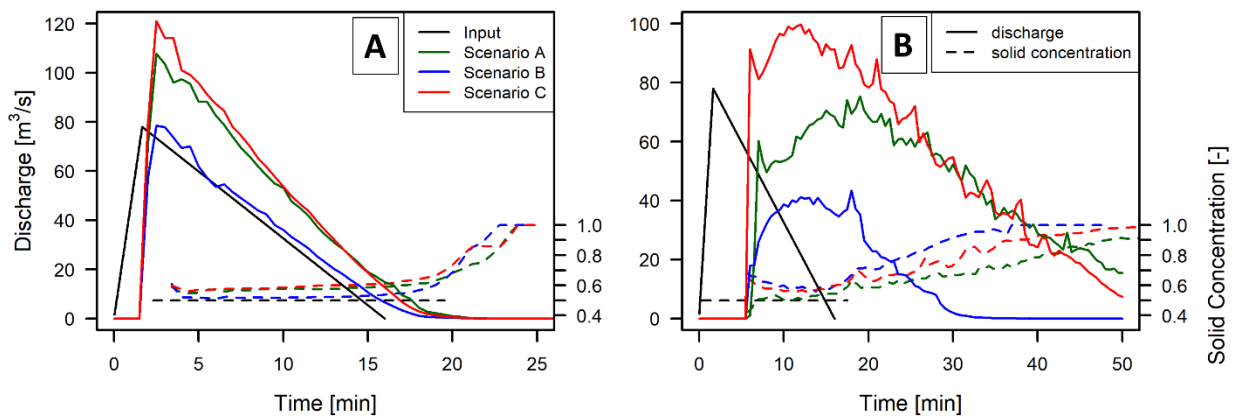 A
Input
Scenario A
Scenario B
Scenario C
Discharge [m³/s]
120
100
80
60
40
20
0
1.0
0.8
0.6
0.4
0 5 10 15 20 25
Time [min]
B
discharge
solid concentration
100
80
60
40
20
0
1.0
0.8
0.6
0.4
Solid Concentration [-]
0 10 20 30 40 50
Time [min]